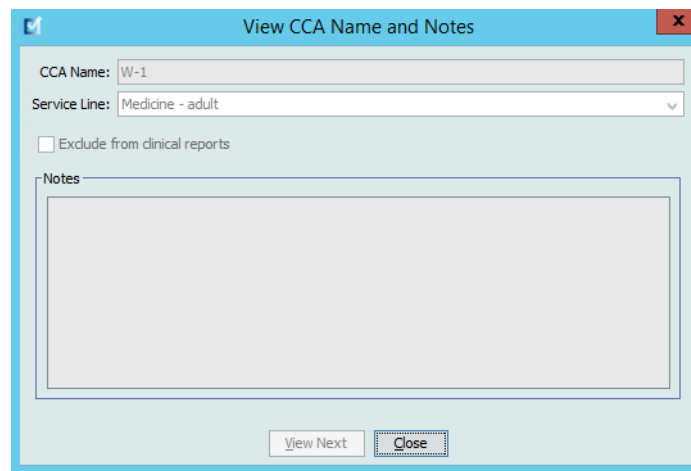 View CCA Name and Notes
x
CCA Name: W-1
Service Line: Medicine - adult
Exclude from clinical reports
Notes
View Next Close